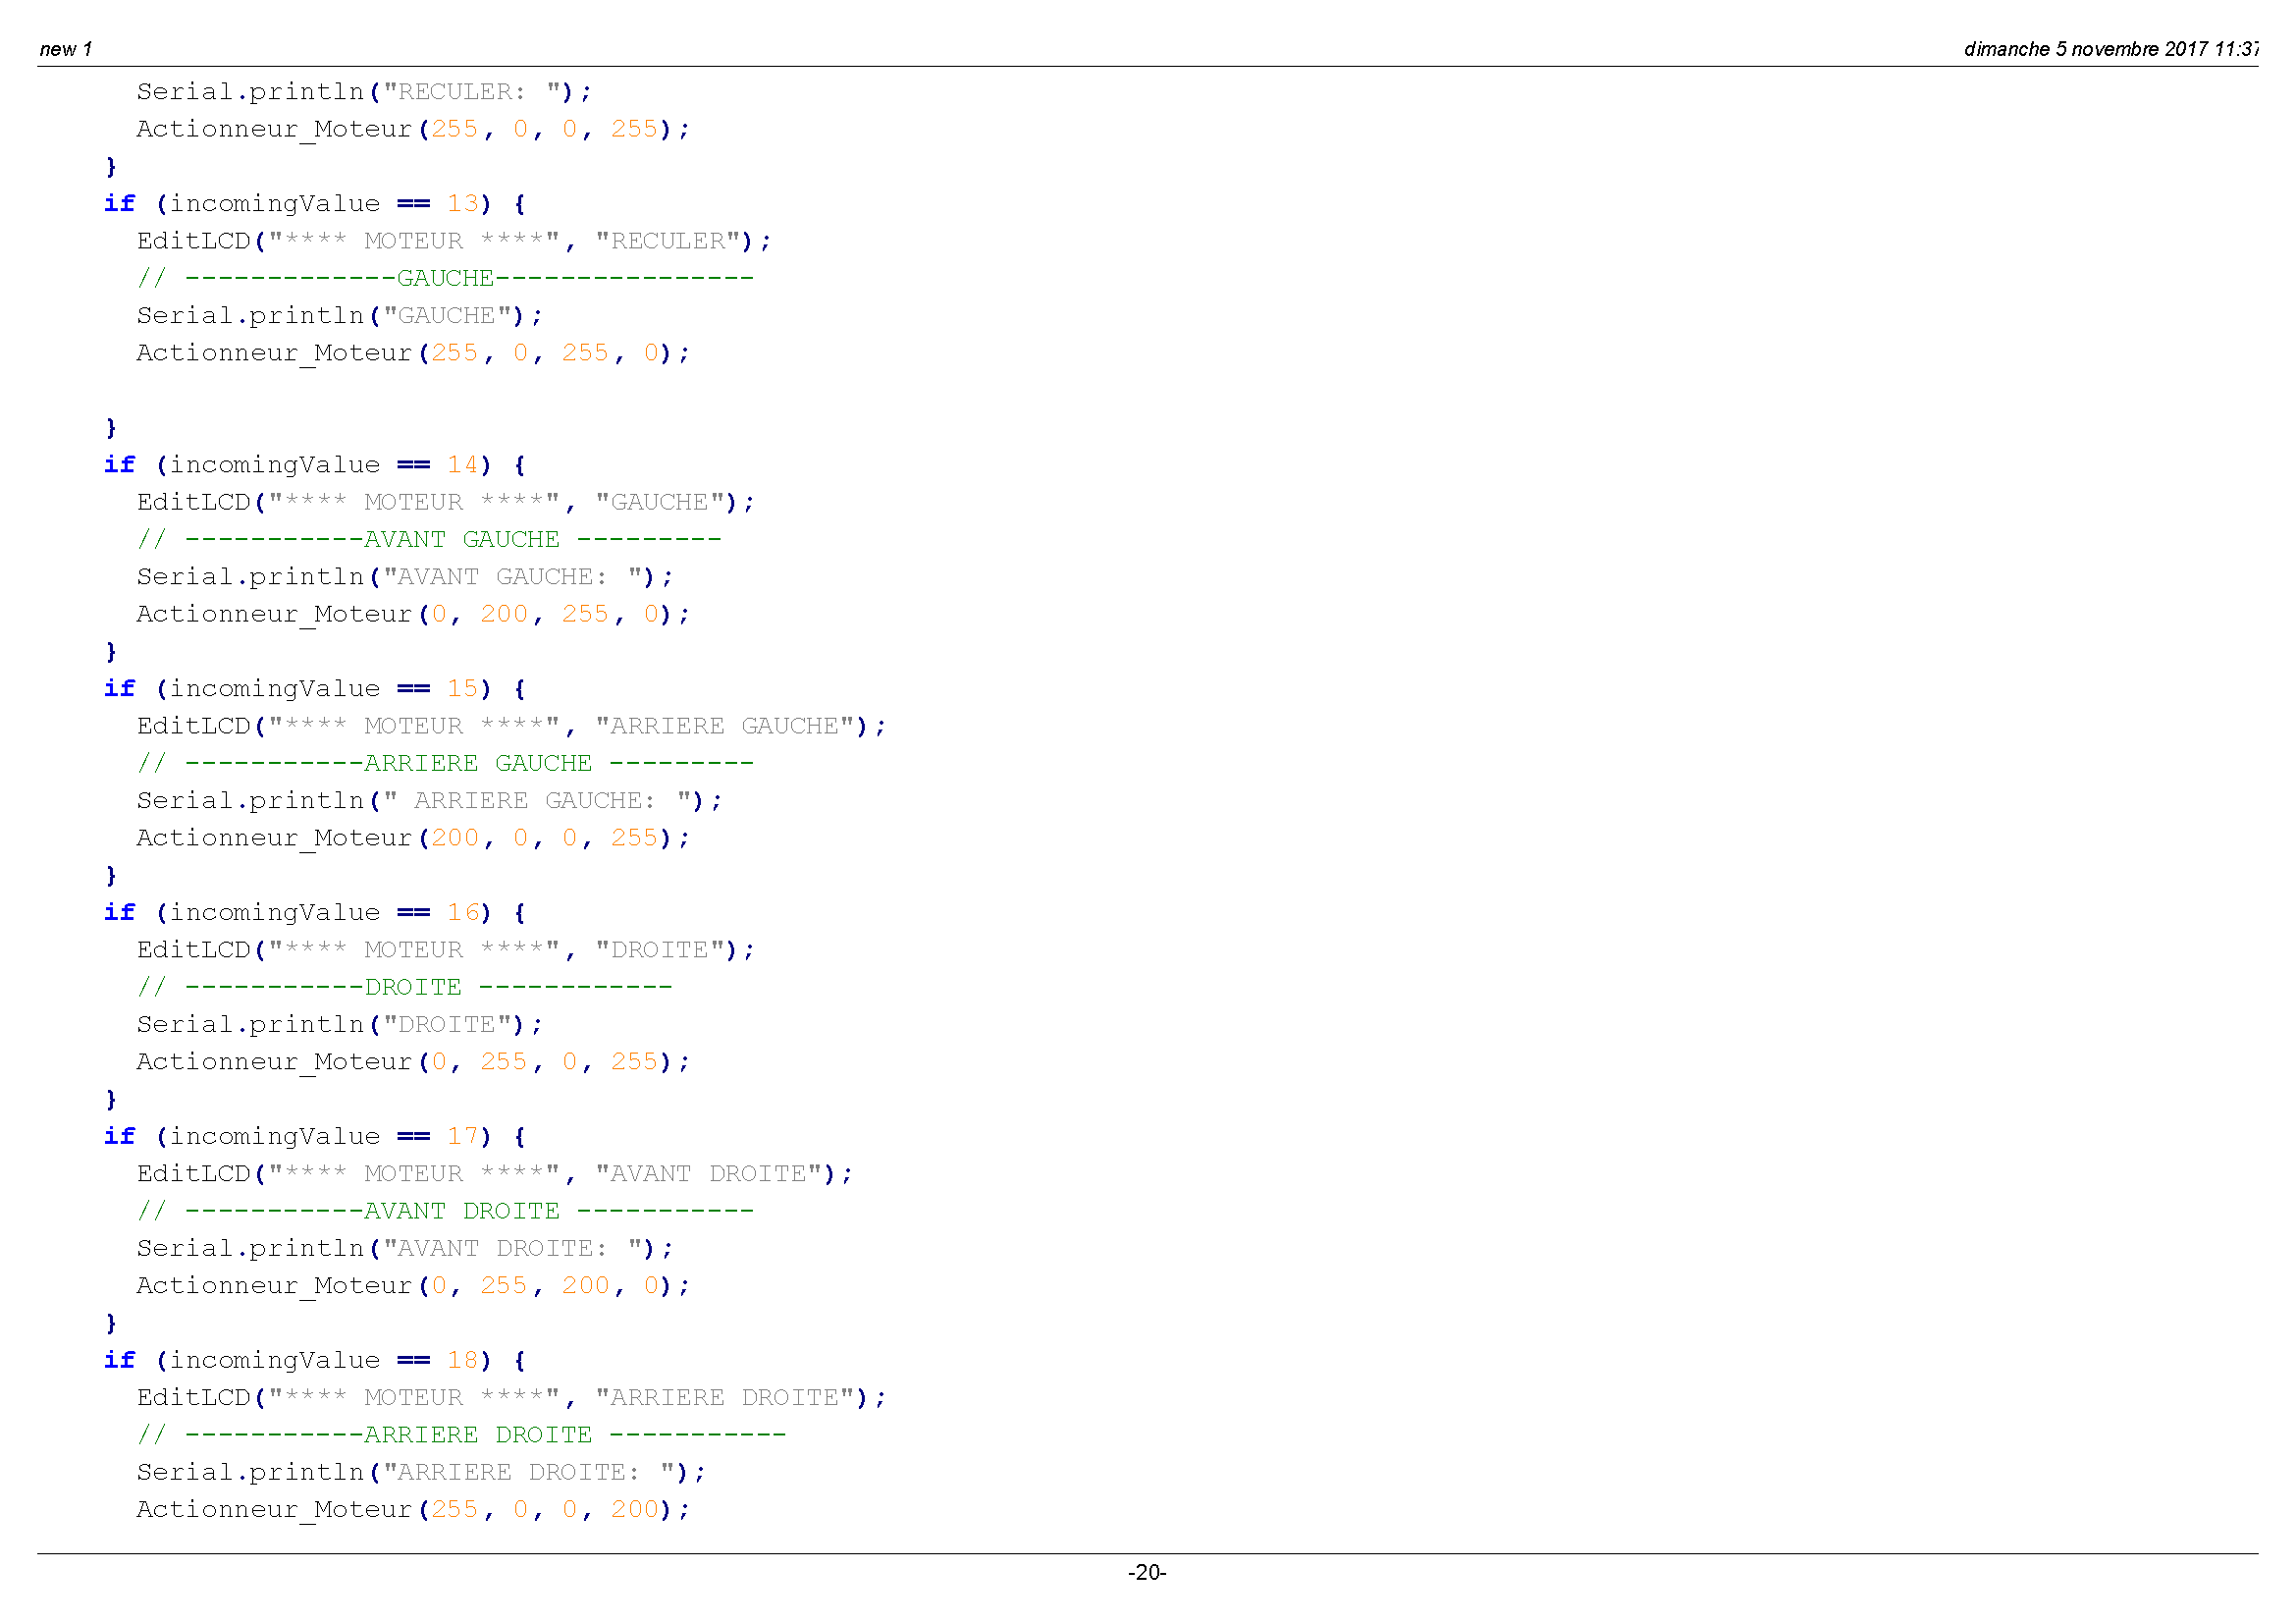 new 1
dimanche 5 novembre 2017 11:37
Serial.println("RECULER: ");
Actionneur_Moteur(255, 0, 0, 255);
}
if (incomingValue == 13) {
EditLCD("**** MOTEUR ****", "RECULER");
// -------------GAUCHE----------------
Serial.println("GAUCHE");
Actionneur_Moteur(255, 0, 255, 0);
}
if (incomingValue == 14) {
EditLCD("**** MOTEUR ****", "GAUCHE");
// -----------AVANT GAUCHE ---------
Serial.println("AVANT GAUCHE: ");
Actionneur_Moteur(0, 200, 255, 0);
}
if (incomingValue == 15) {
EditLCD("**** MOTEUR ****", "ARRIERE GAUCHE");
// -----------ARRIERE GAUCHE ---------
Serial.println(" ARRIERE GAUCHE: ");
Actionneur_Moteur(200, 0, 0, 255);
}
if (incomingValue == 16) {
EditLCD("**** MOTEUR ****", "DROITE");
// -----------DROITE ------------
Serial.println("DROITE");
Actionneur_Moteur(0, 255, 0, 255);
}
if (incomingValue == 17) {
EditLCD("**** MOTEUR ****", "AVANT DROITE");
// -----------AVANT DROITE -----------
Serial.println("AVANT DROITE: ");
Actionneur_Moteur(0, 255, 200, 0);
}
if (incomingValue == 18) {
EditLCD("**** MOTEUR ****", "ARRIERE DROITE");
// -----------ARRIERE DROITE -----------
Serial.println("ARRIERE DROITE: ");
Actionneur_Moteur(255, 0, 0, 200);
-20-